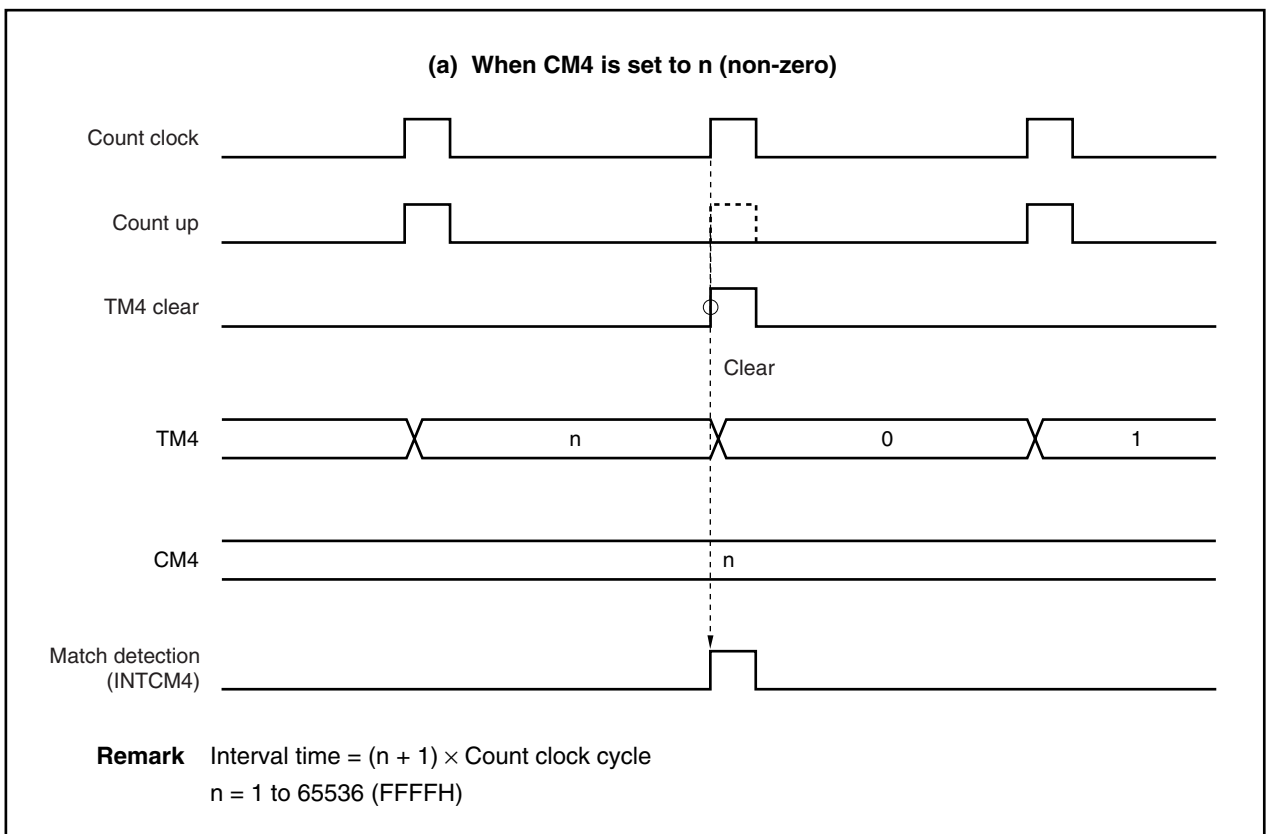 (a) When CM4 is set to n (non-zero)
Count clock
Count up
TM4 clear
Clear
TM4
n
0
1
CM4
n
Match detection
(INTCM4)
Remark Interval time = (n + 1) × Count clock cycle
n = 1 to 65536 (FFFFH)